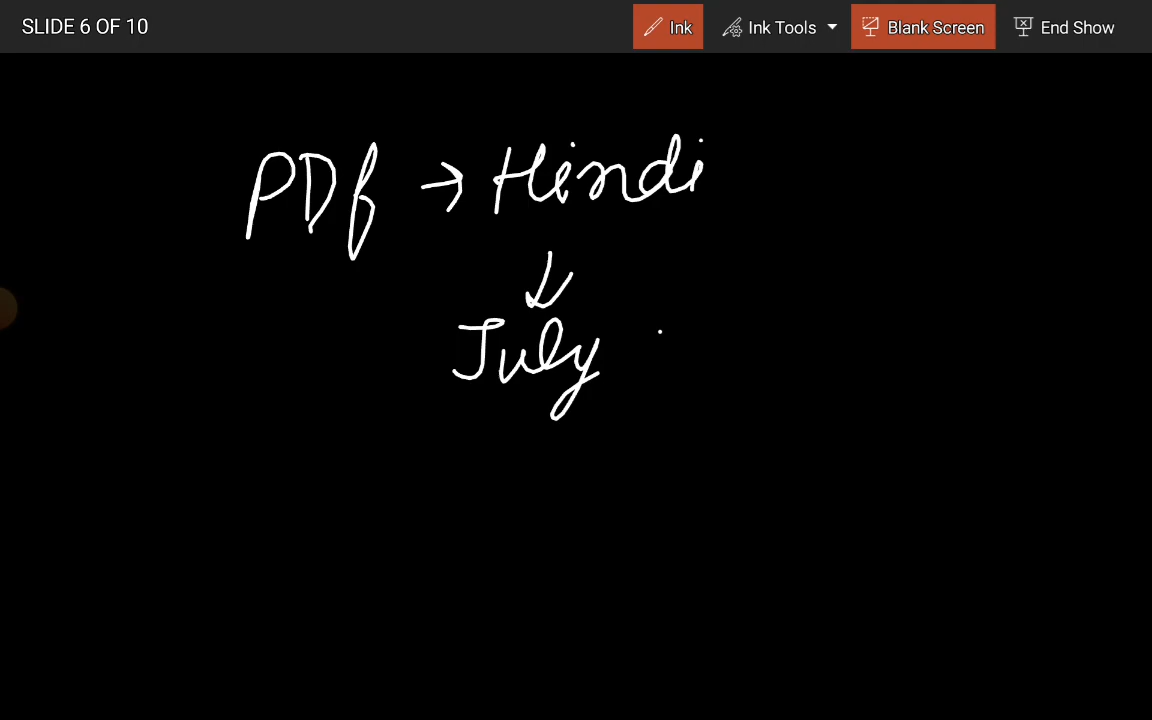 SLIDE 6 OF 10 Ink Ink Tools Blank Screen End Show
PDf → Hindi
↓
July